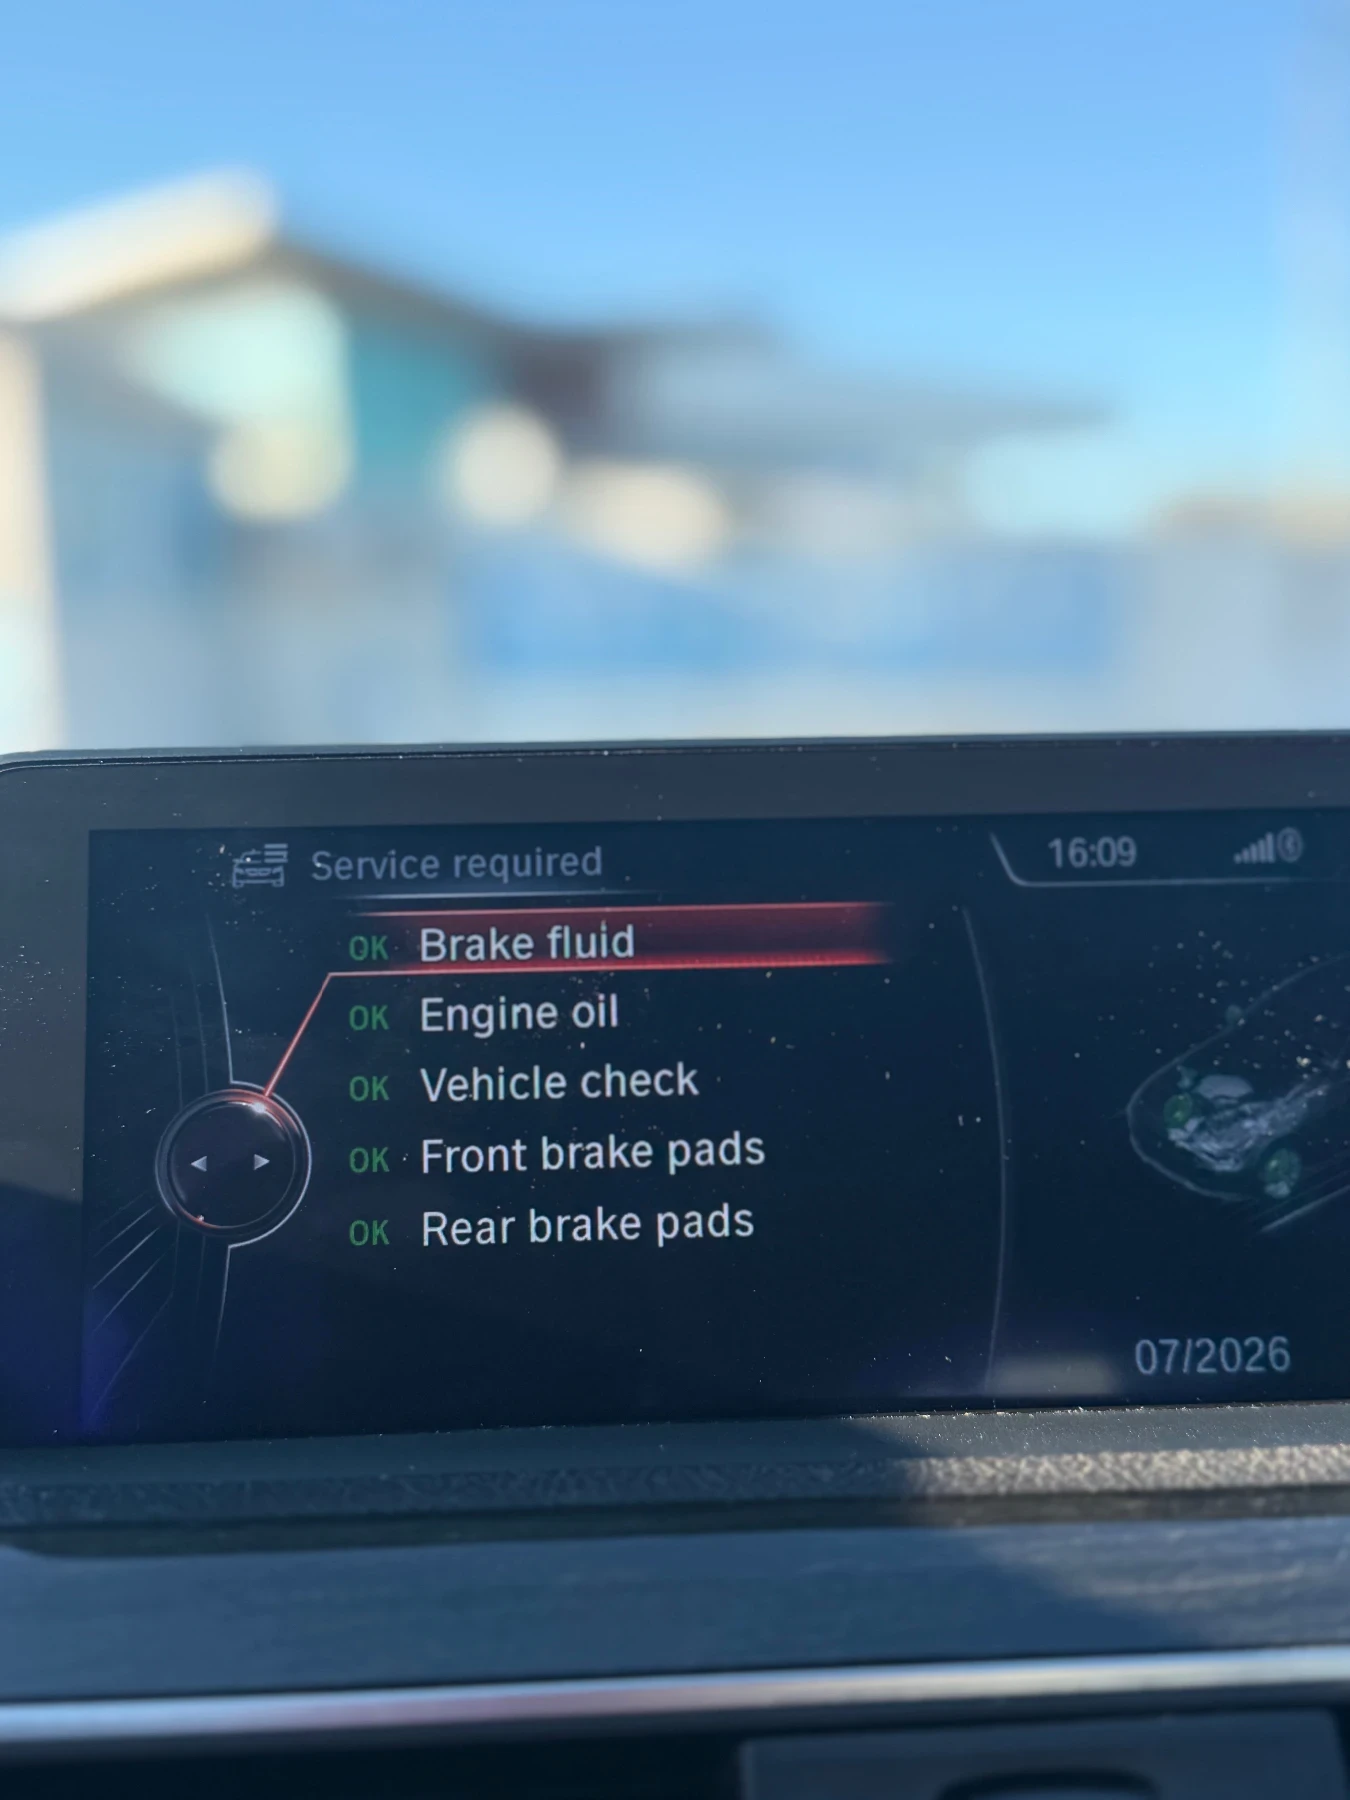 Service required
16:09
OK Brake fluid
OK Engine oil
OK Vehicle check
OK Front brake pads
OK Rear brake pads
07/2026